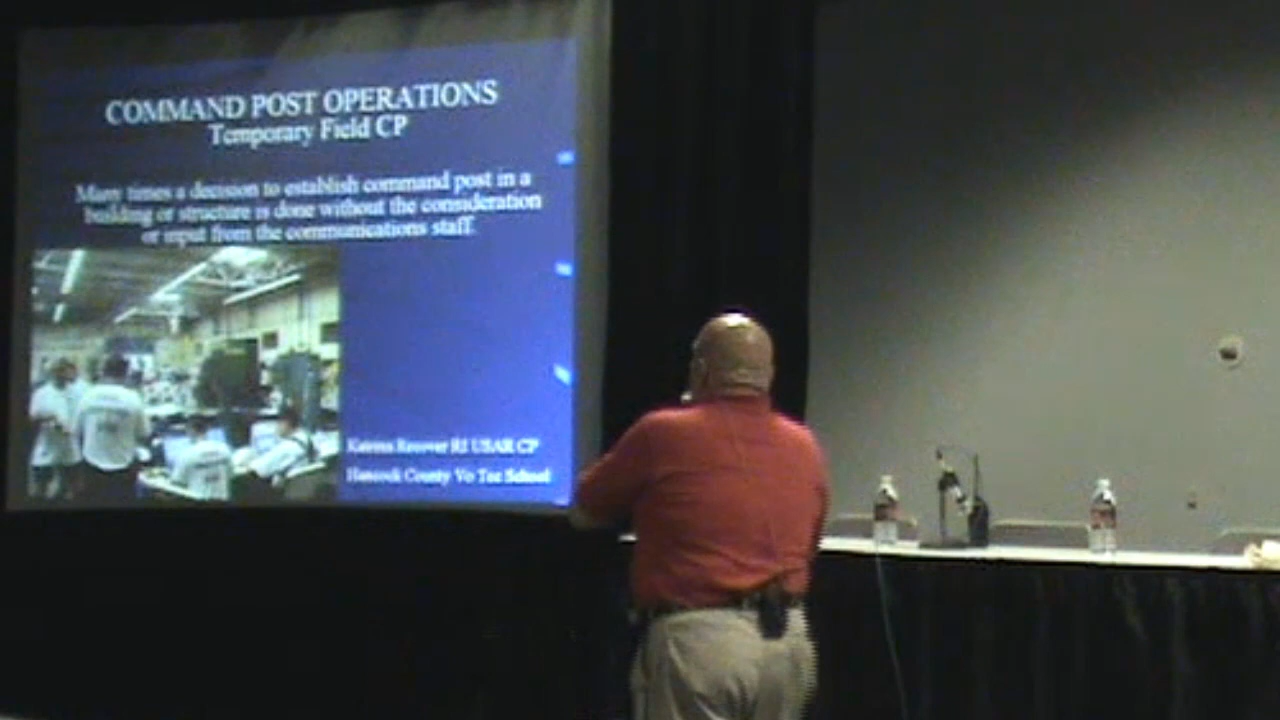 COMMAND POST OPERATIONS
Temporary Field CP
Many times a decision to establish command post in a
building or structure is done without the consideration
or input from the communications staff.
Katrina Recover RI USAR CP
Hancock County Vo Tec School